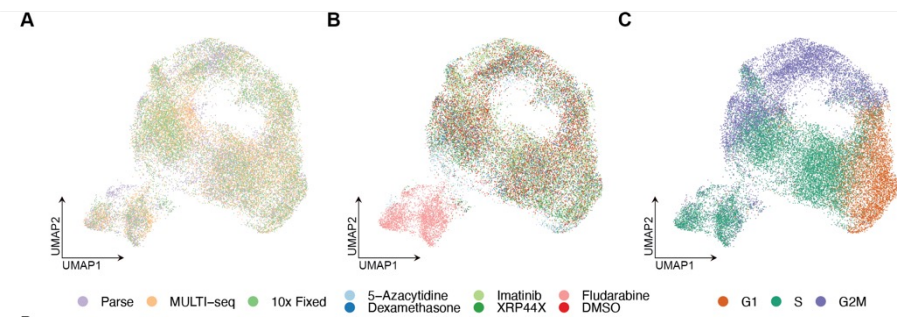 A
B
C
UMAP2
UMAP1
UMAP2
UMAP1
UMAP2
UMAP1
Parse MULTI-seq 10x Fixed
5-Azacytidine Imatinib Fludarabine
Dexamethasone XRP44X DMSO
G1 S G2M